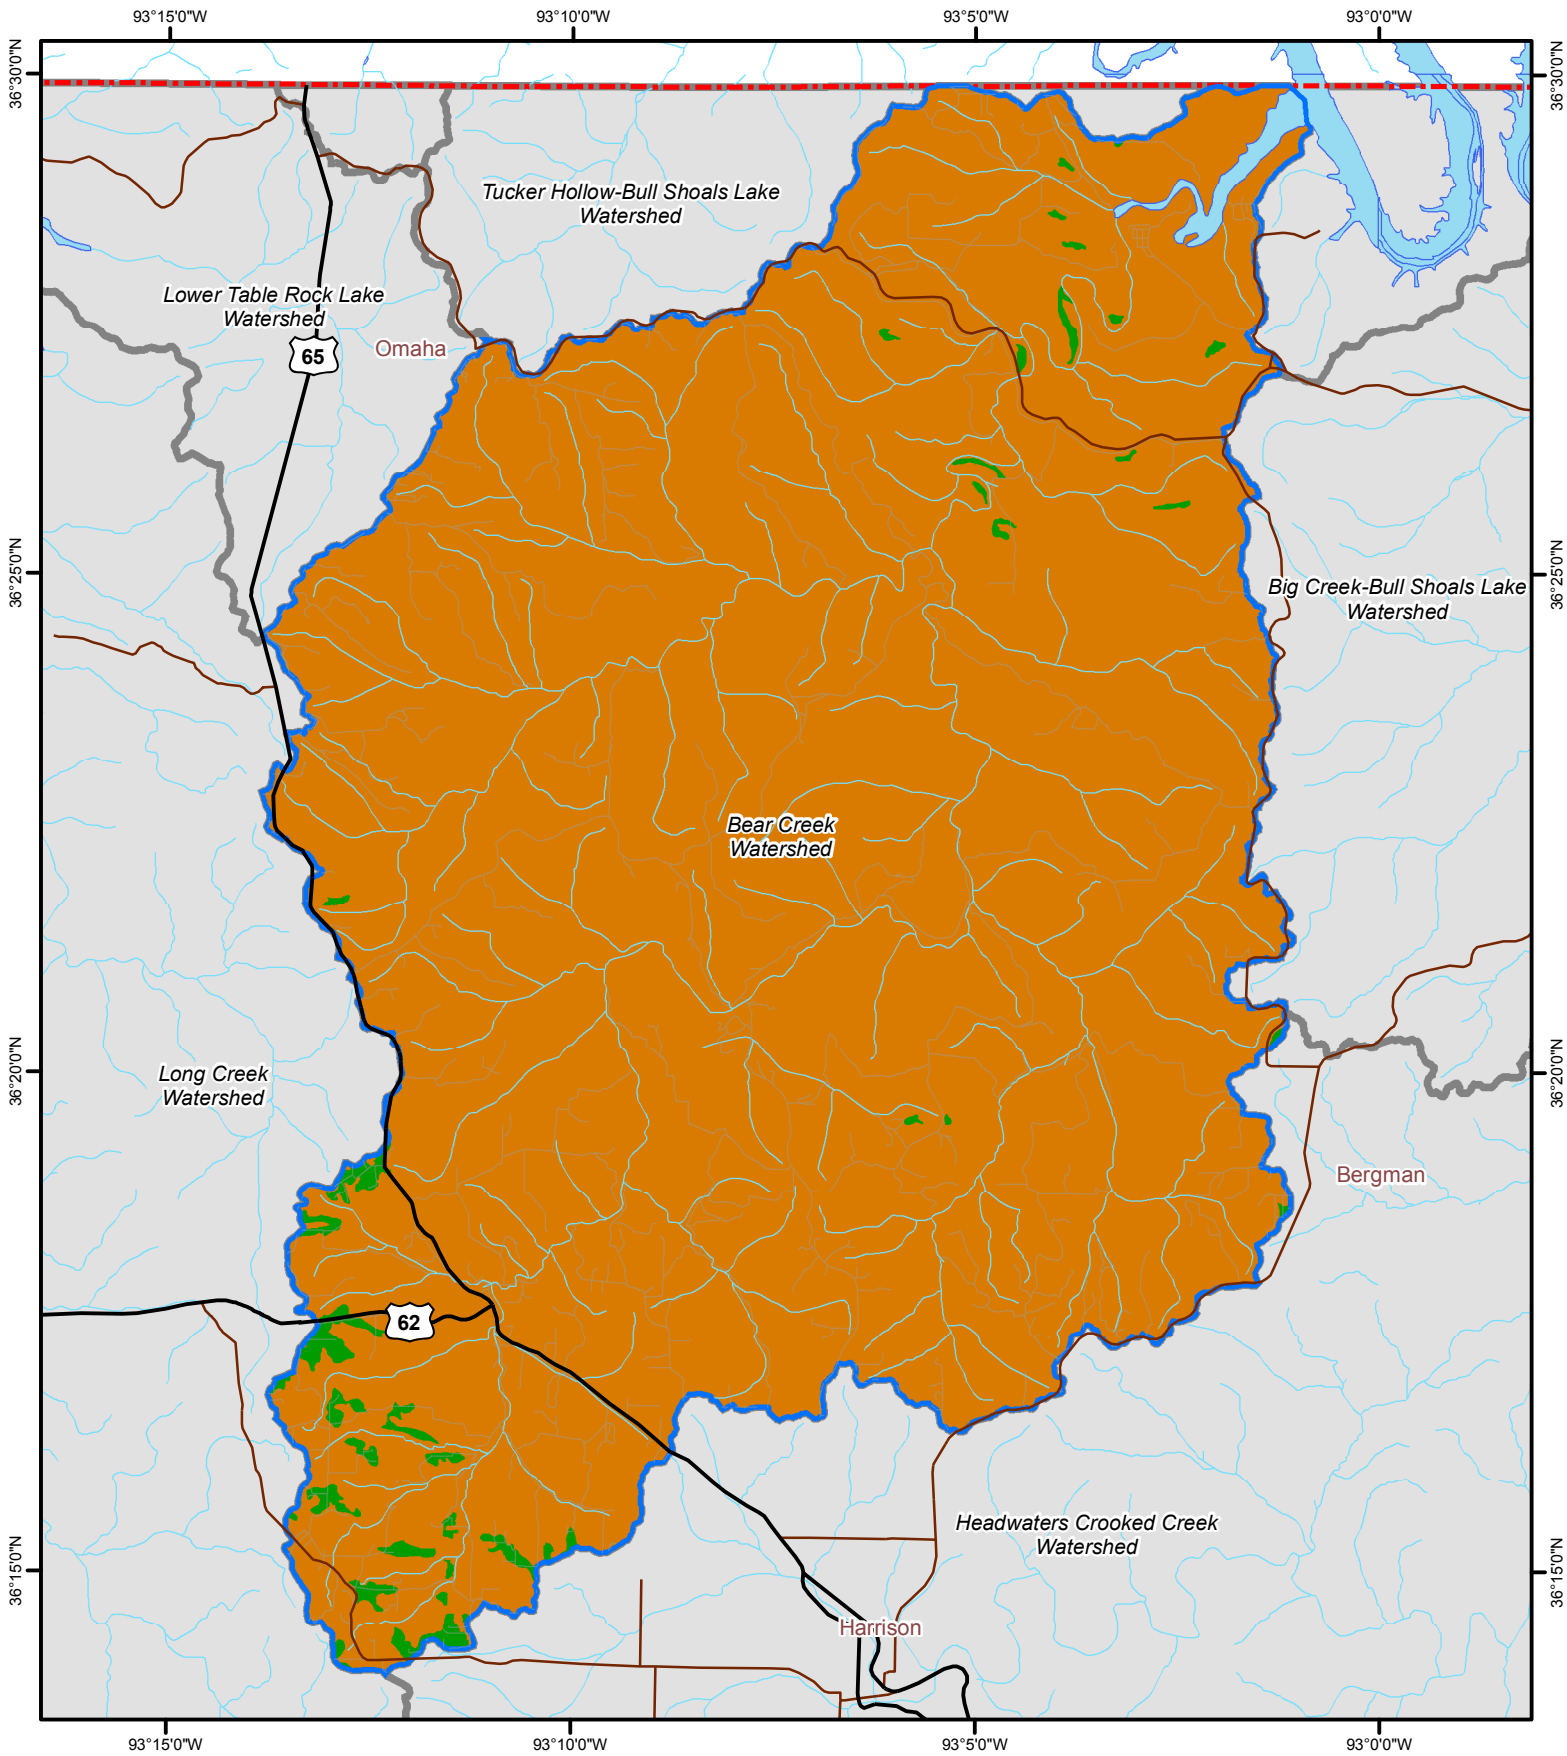 93°15'0"W
93°10'0"W
93°5'0"W
93°0'0"W
36°30'0"N
36°30'0"N
Tucker Hollow-Bull Shoals Lake
Watershed
Lower Table Rock Lake
Watershed
65
Omaha
36°25'0"N
36°25'0"N
Big Creek-Bull Shoals Lake
Watershed
Bear Creek
Watershed
36°20'0"N
36°20'0"N
Long Creek
Watershed
Bergman
62
Headwaters Crooked Creek
Watershed
36°15'0"N
36°15'0"N
Harrison
93°15'0"W
93°10'0"W
93°5'0"W
93°0'0"W